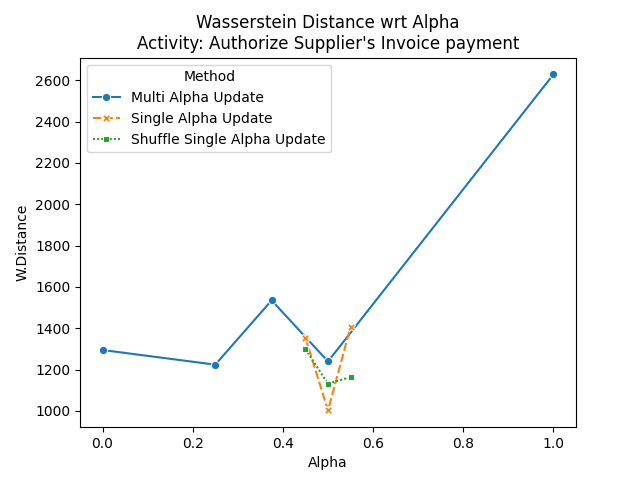 Wasserstein Distance wrt Alpha
Activity: Authorize Supplier's Invoice payment
Method
Multi Alpha Update
Single Alpha Update
Shuffle Single Alpha Update
W.Distance
2600
2400
2200
2000
1800
1600
1400
1200
1000
0.0
0.2
0.4
0.6
0.8
1.0
Alpha